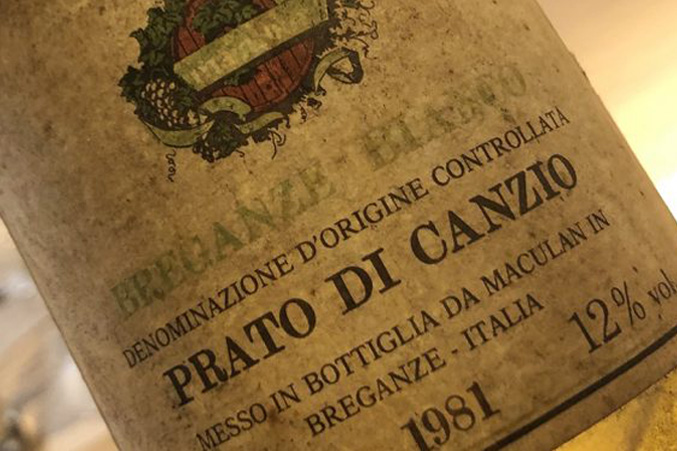 BREGANZE
BREGANZE BIANCO
DENOMINAZIONE D'ORIGINE CONTROLLATA
PRATO DI CANZIO
MESSO IN BOTTIGLIA DA MACULAN IN
BREGANZE - ITALIA
12% vol.
1981